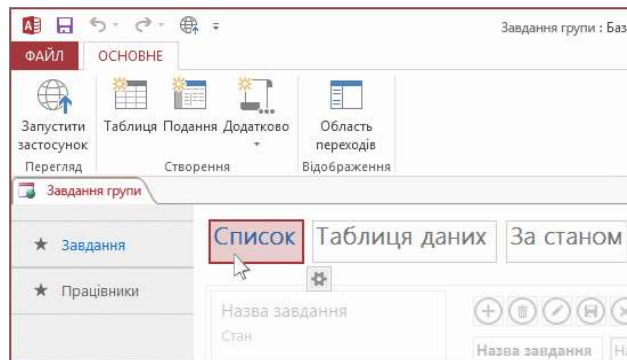 Завдання групи : Баз
ФАЙЛ ОСНОВНЕ
Запустити застосунок
Таблиця Подання Додатково
Область переходів
Перегляд Створення Відображення
Завдання групи
Завдання
Працівники
Список Таблиця даних За станом
Назва завдання
Стан
Назва завдання На